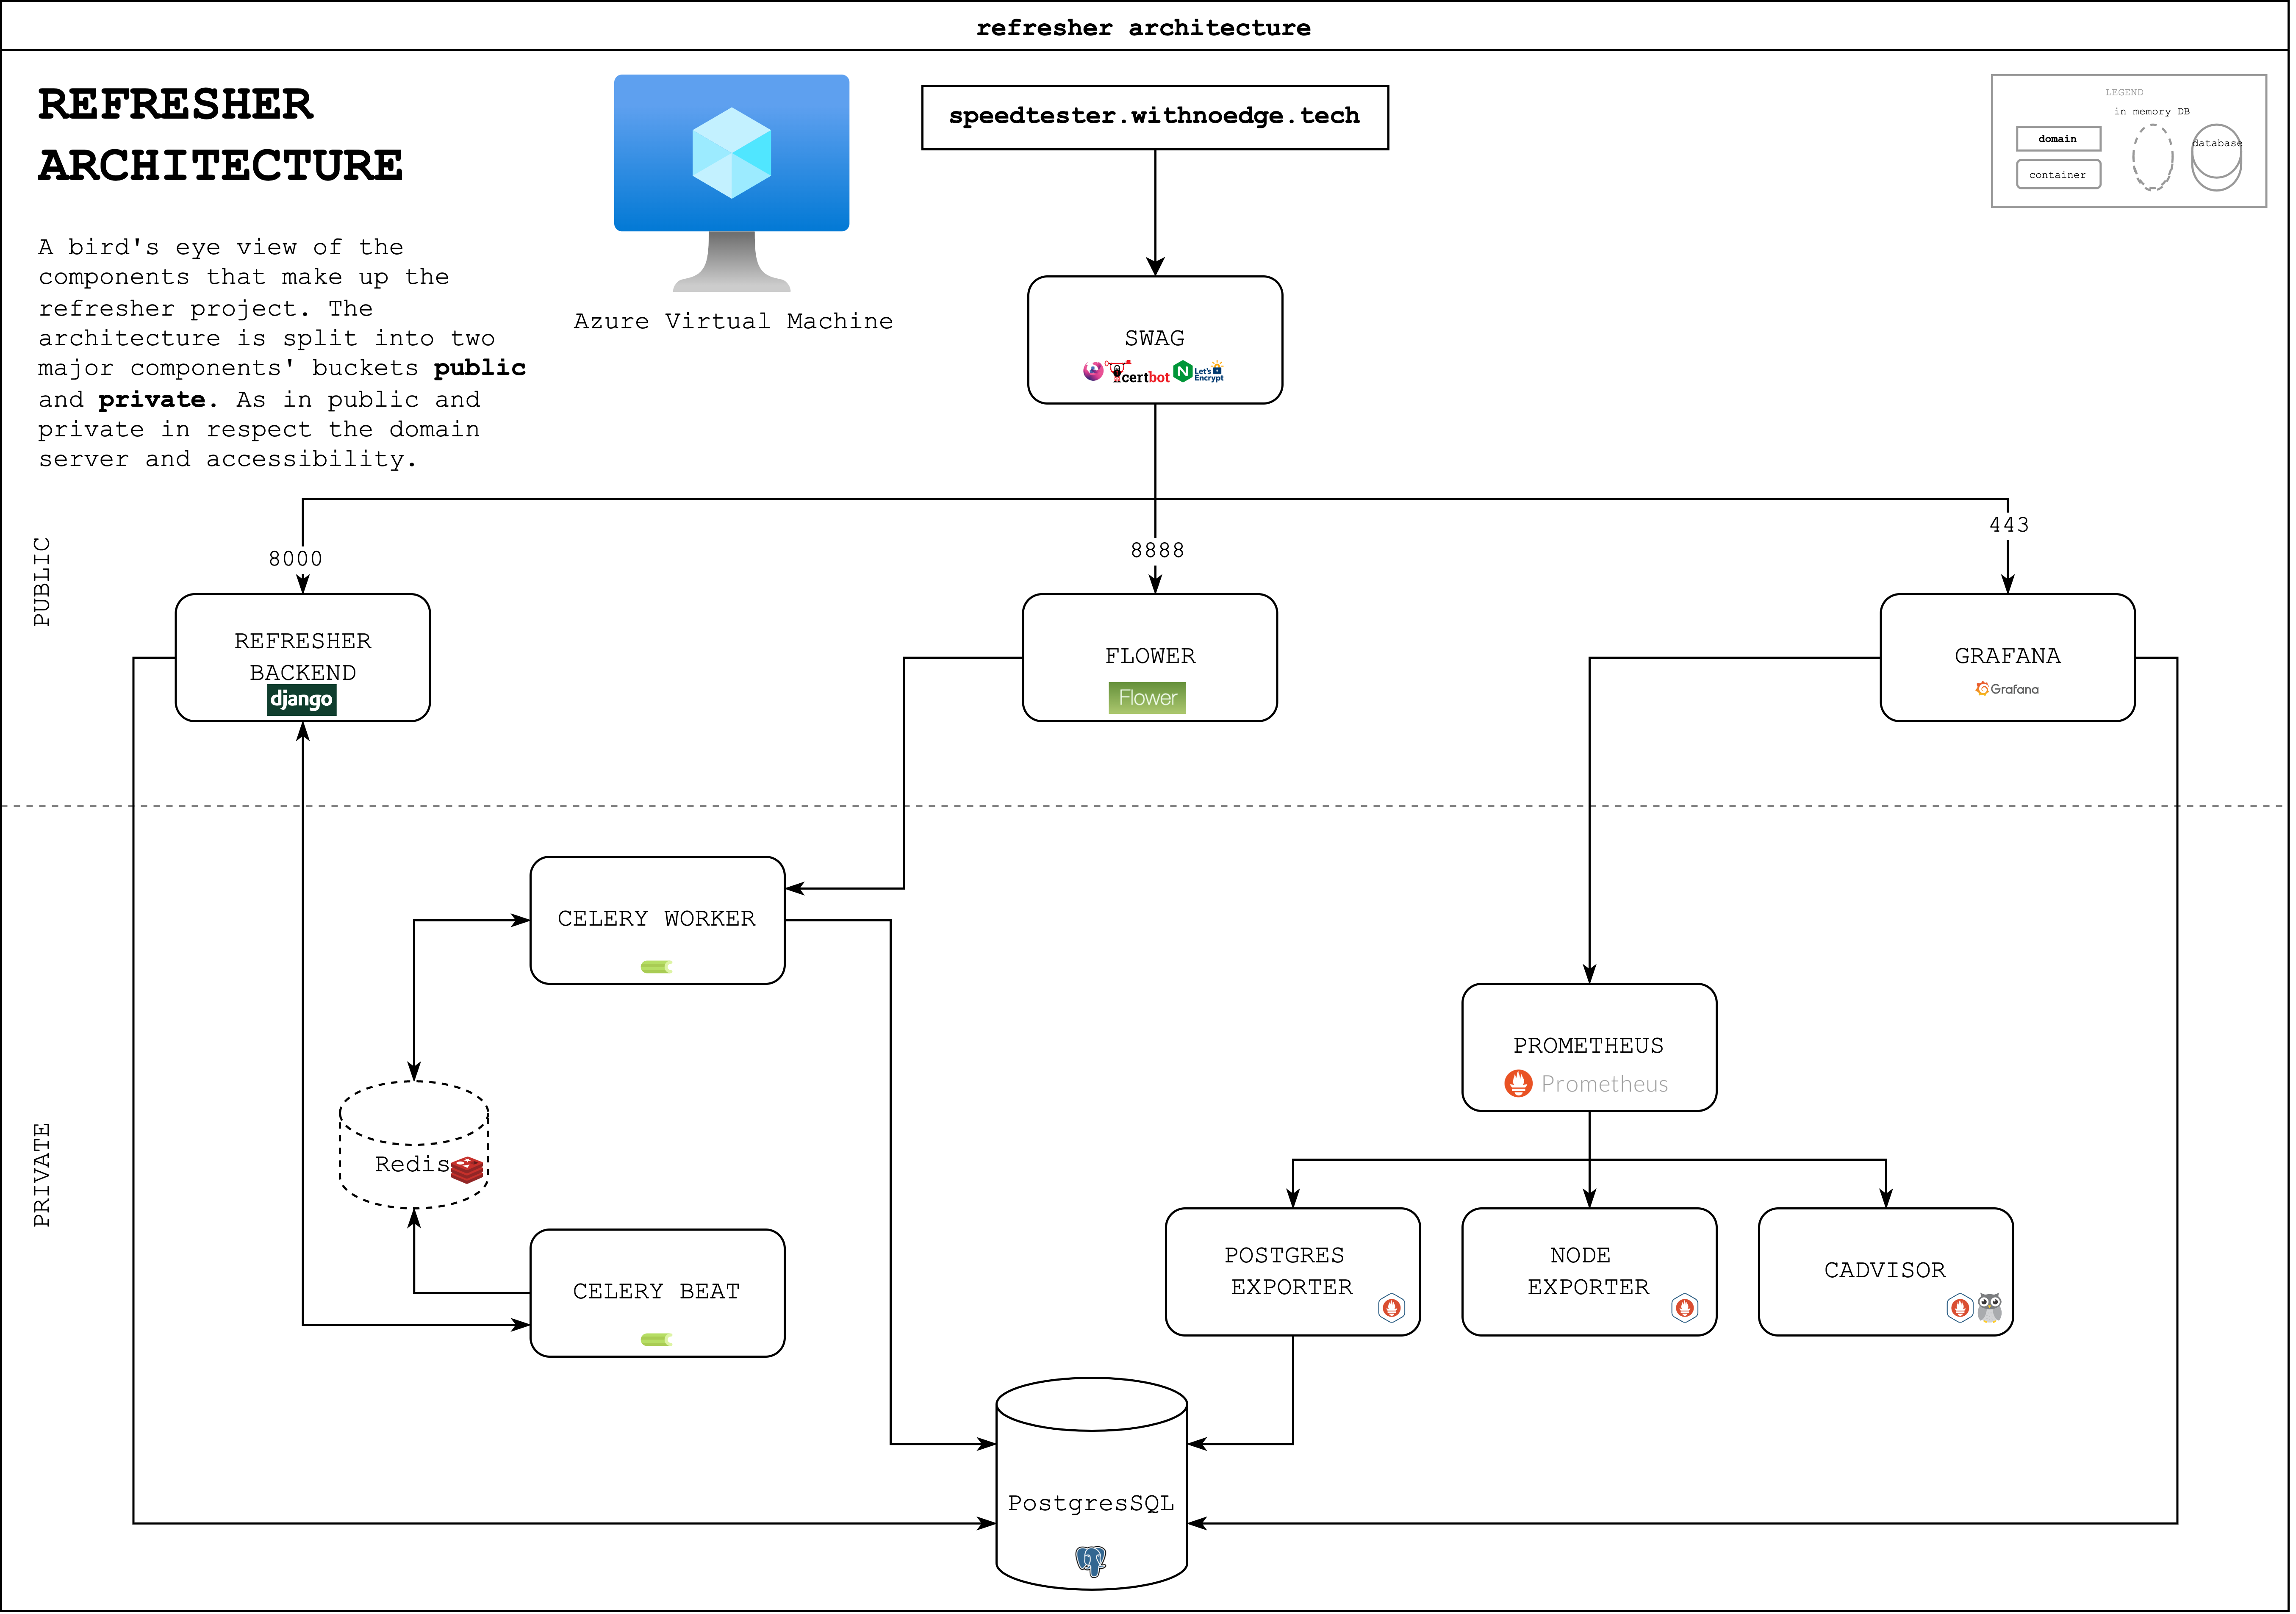 refresher architecture
REFRESHER
ARCHITECTURE
A bird's eye view of the
components that make up the
refresher project. The
architecture is split into two
major components' buckets public
and private. As in public and
private in respect the domain
server and accessibility.
Azure Virtual Machine
speedtester.withnoedge.tech
LEGEND
in memory DB
domain
database
container
SWAG
certbot
N
Let's
Encrypt
PUBLIC
8000
8888
443
REFRESHER
BACKEND
django
FLOWER
Flower
GRAFANA
Grafana
PRIVATE
CELERY WORKER
Redis
CELERY BEAT
PROMETHEUS
Prometheus
POSTGRES
EXPORTER
NODE
EXPORTER
CADVISOR
PostgresSQL